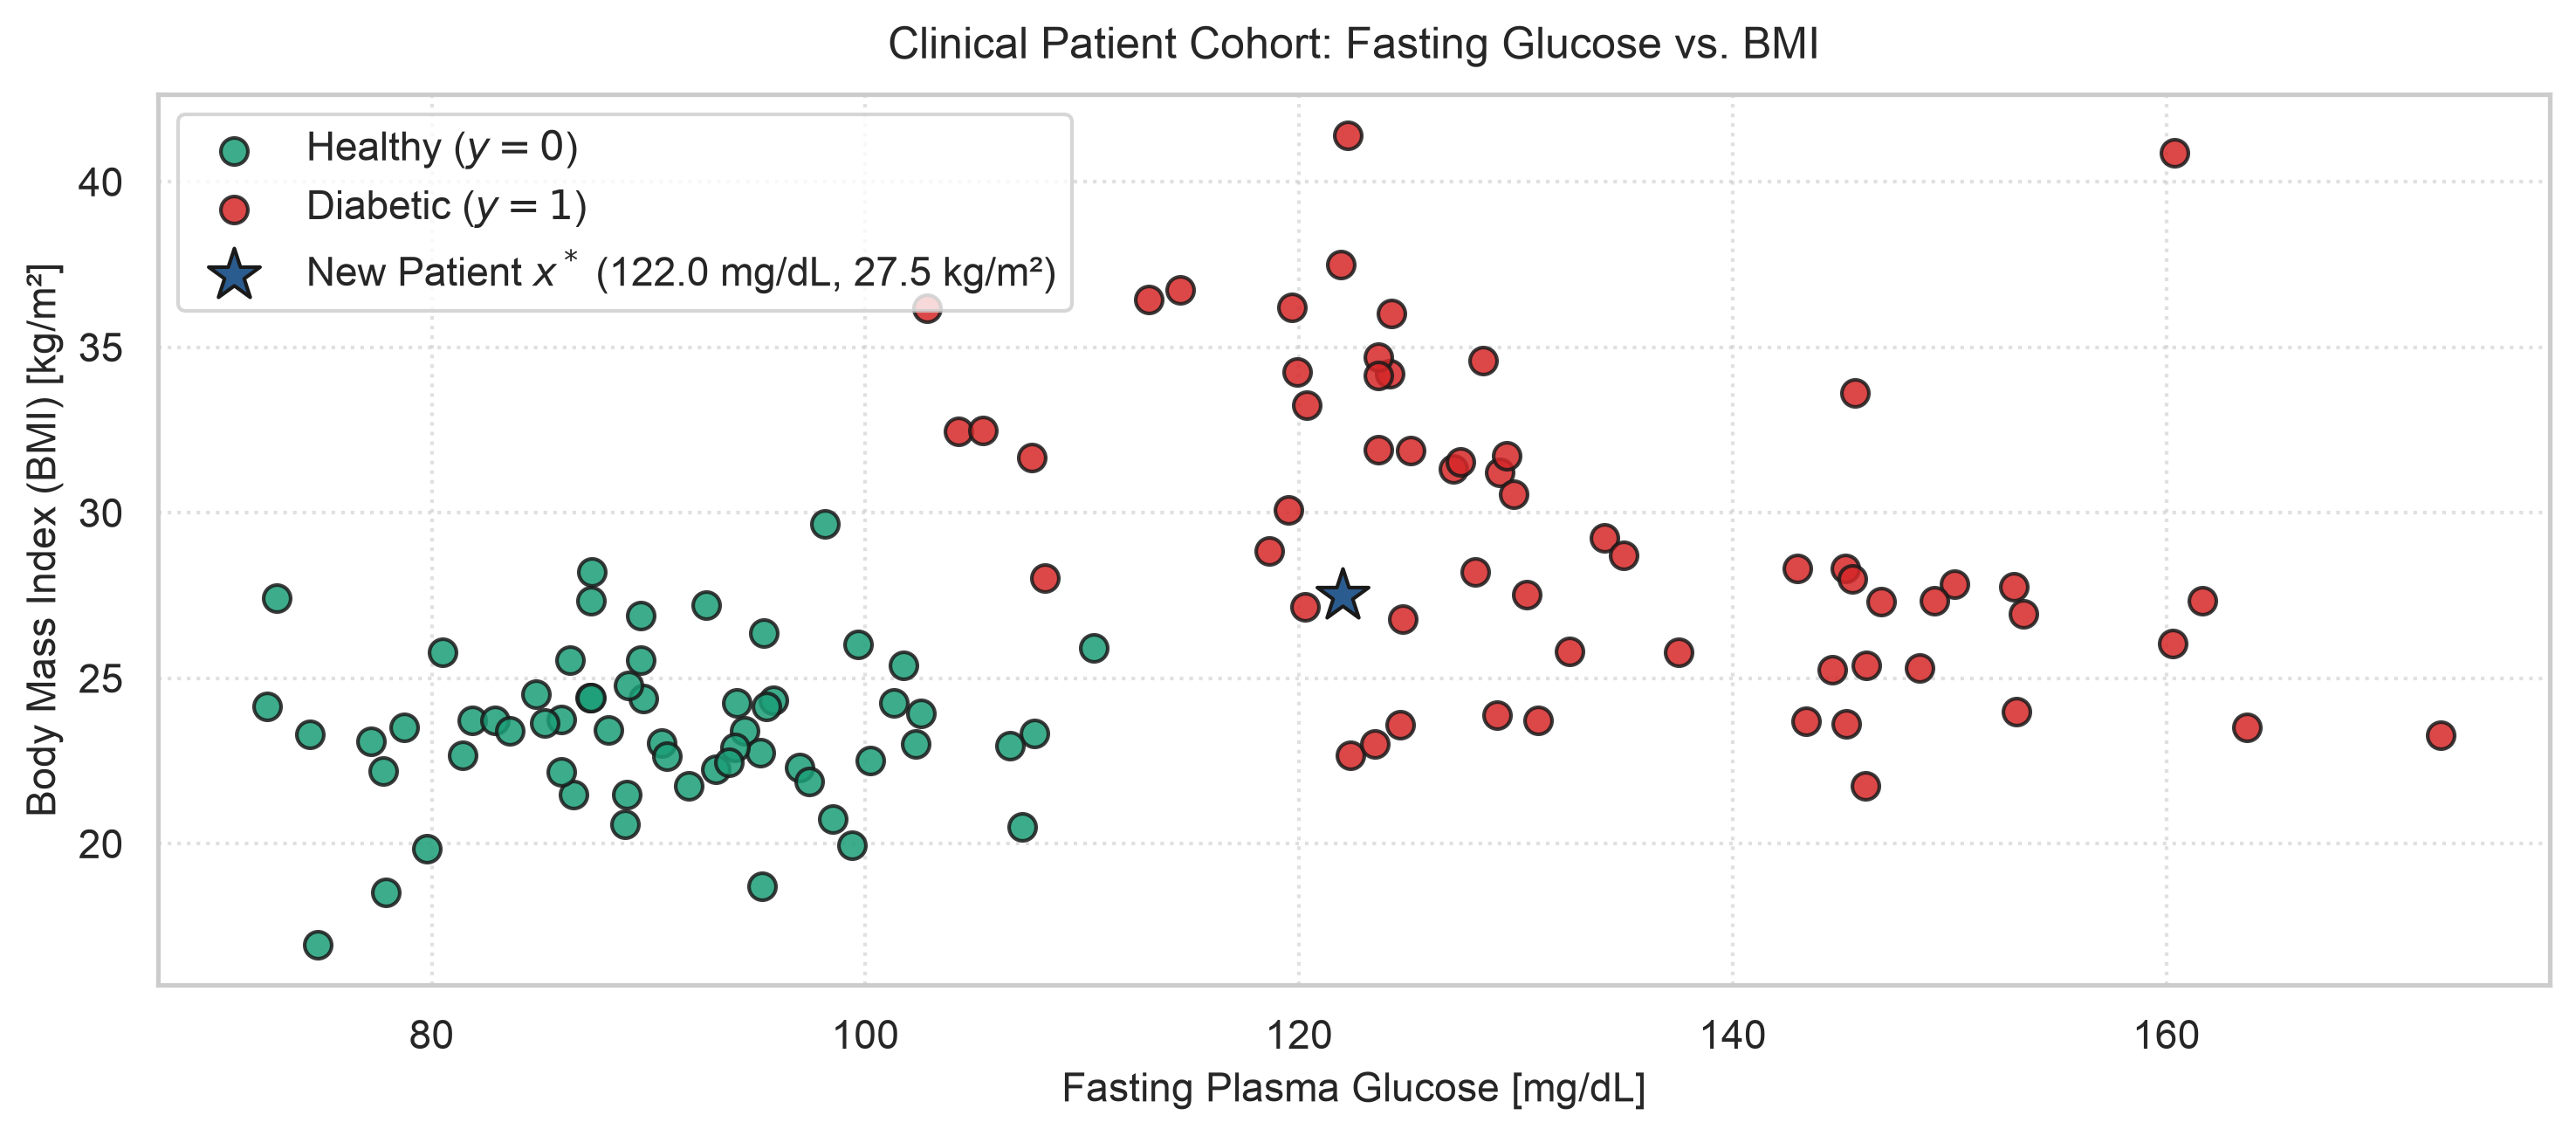 Clinical Patient Cohort: Fasting Glucose vs. BMI
Healthy (y = 0)
Diabetic (y = 1)
New Patient x* (122.0 mg/dL, 27.5 kg/m²)
Body Mass Index (BMI) [kg/m²]
40
35
30
25
20
80 100 120 140 160
Fasting Plasma Glucose [mg/dL]